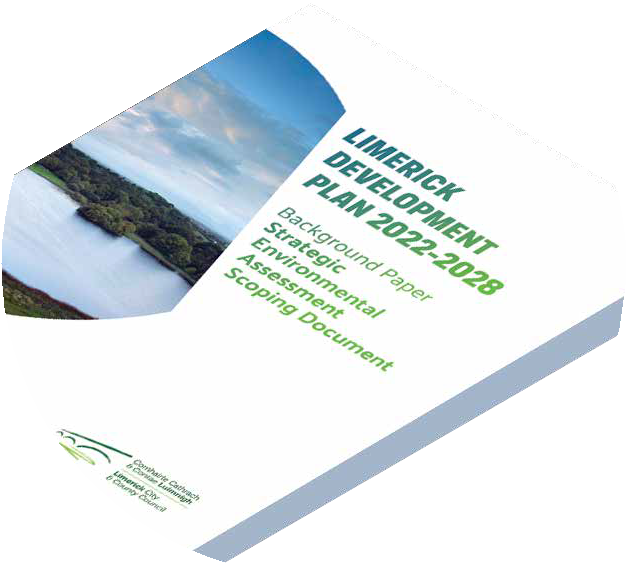 LIMERICK
DEVELOPMENT
PLAN 2022-2028
Background Paper
Strategic
Environmental
Assessment
Scoping Document
Comhairle Cathrach
& Contae Luimnigh
Limerick City
& County Council